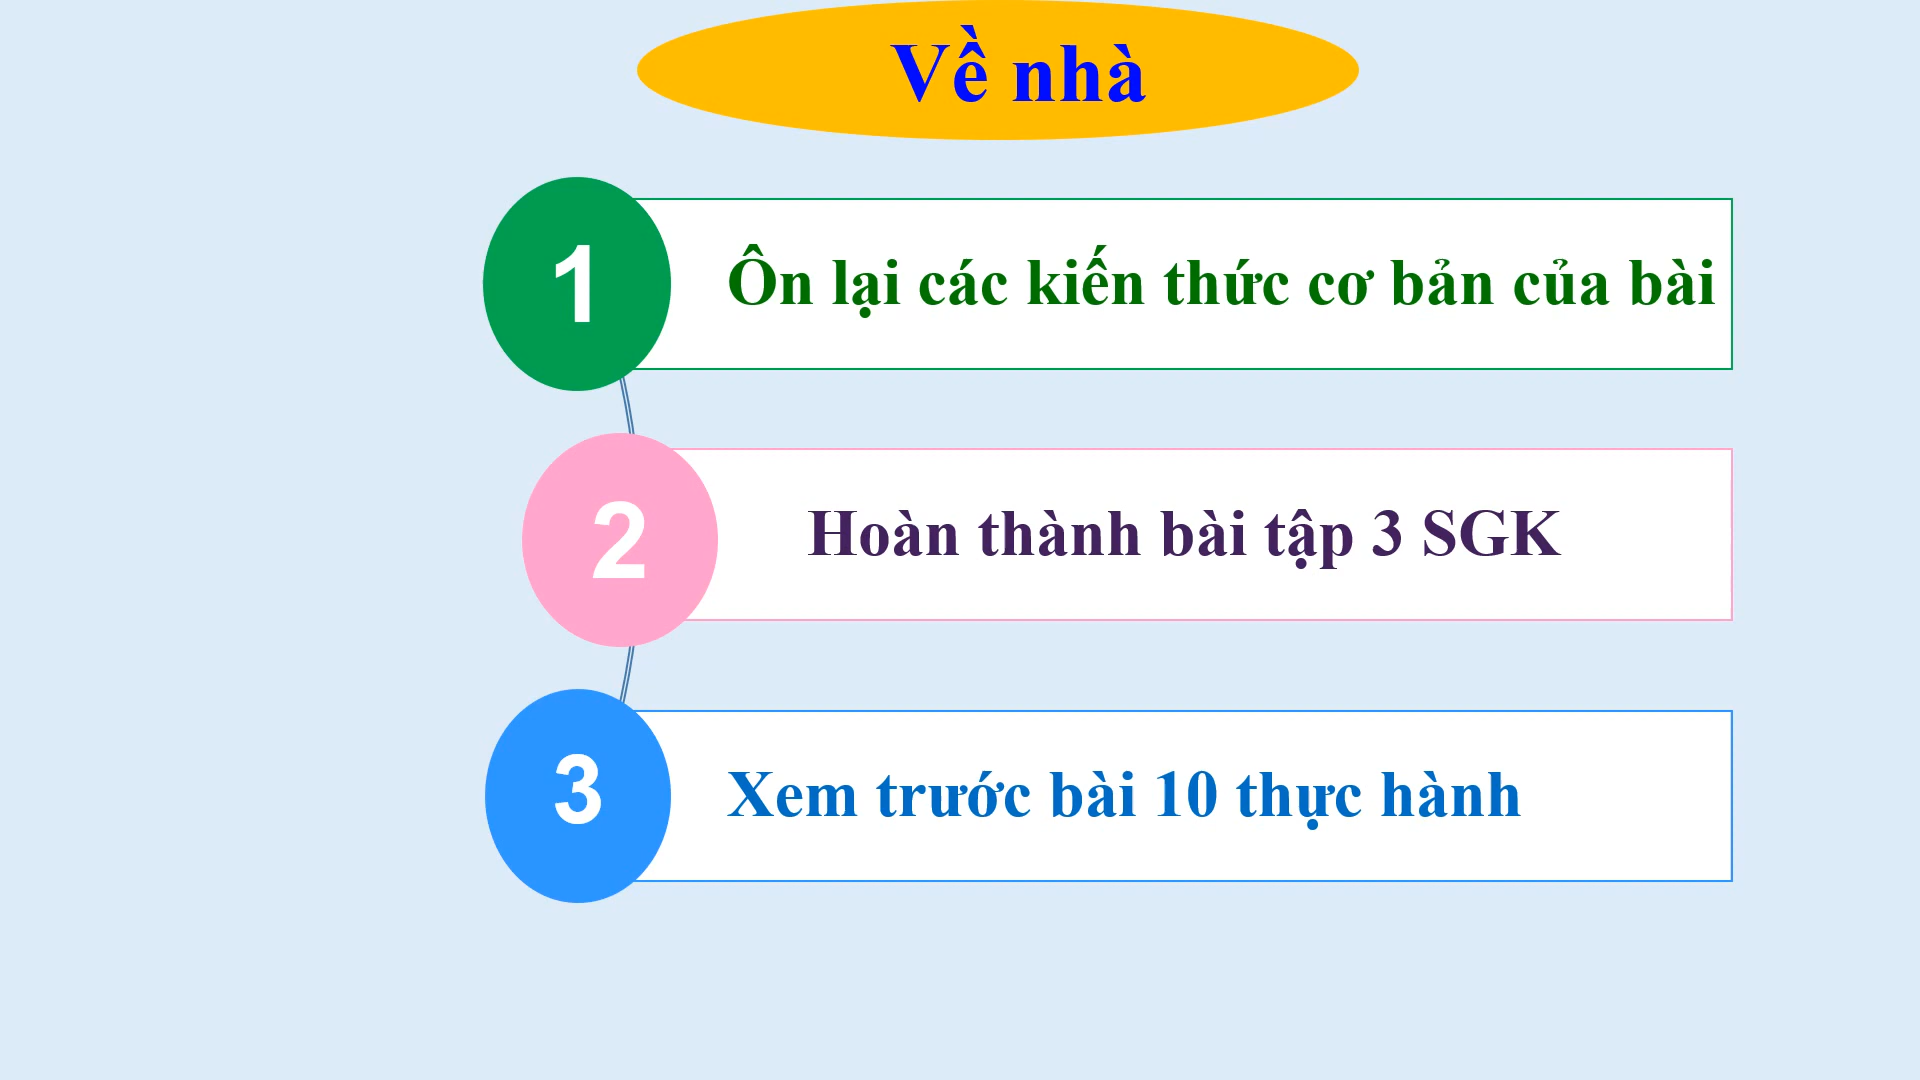 Về nhà
1
Ôn lại các kiến thức cơ bản của bài
2
Hoàn thành bài tập 3 SGK
3
Xem trước bài 10 thực hành